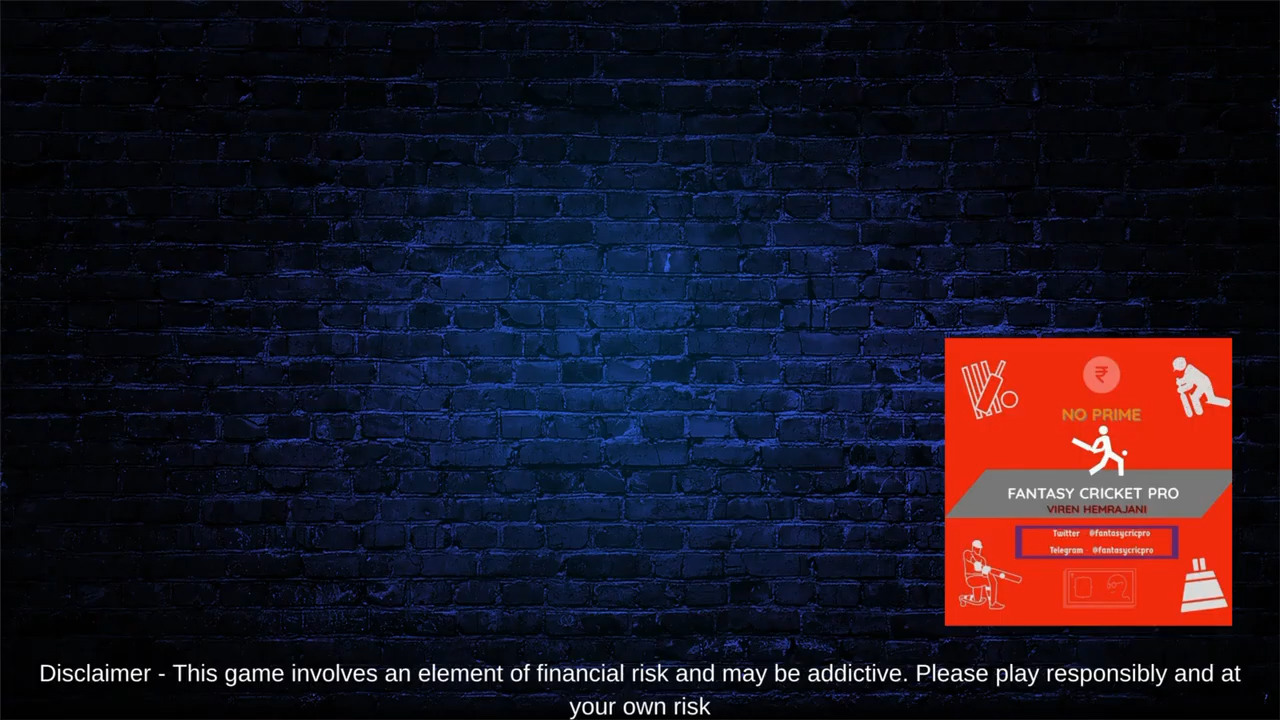 ₹
NO PRIME
FANTASY CRICKET PRO
VIREN HEMRAJANI
Twitter - @fantasycricpro
Telegram - @fantasycricpro
Disclaimer - This game involves an element of financial risk and may be addictive. Please play responsibly and at
your own risk